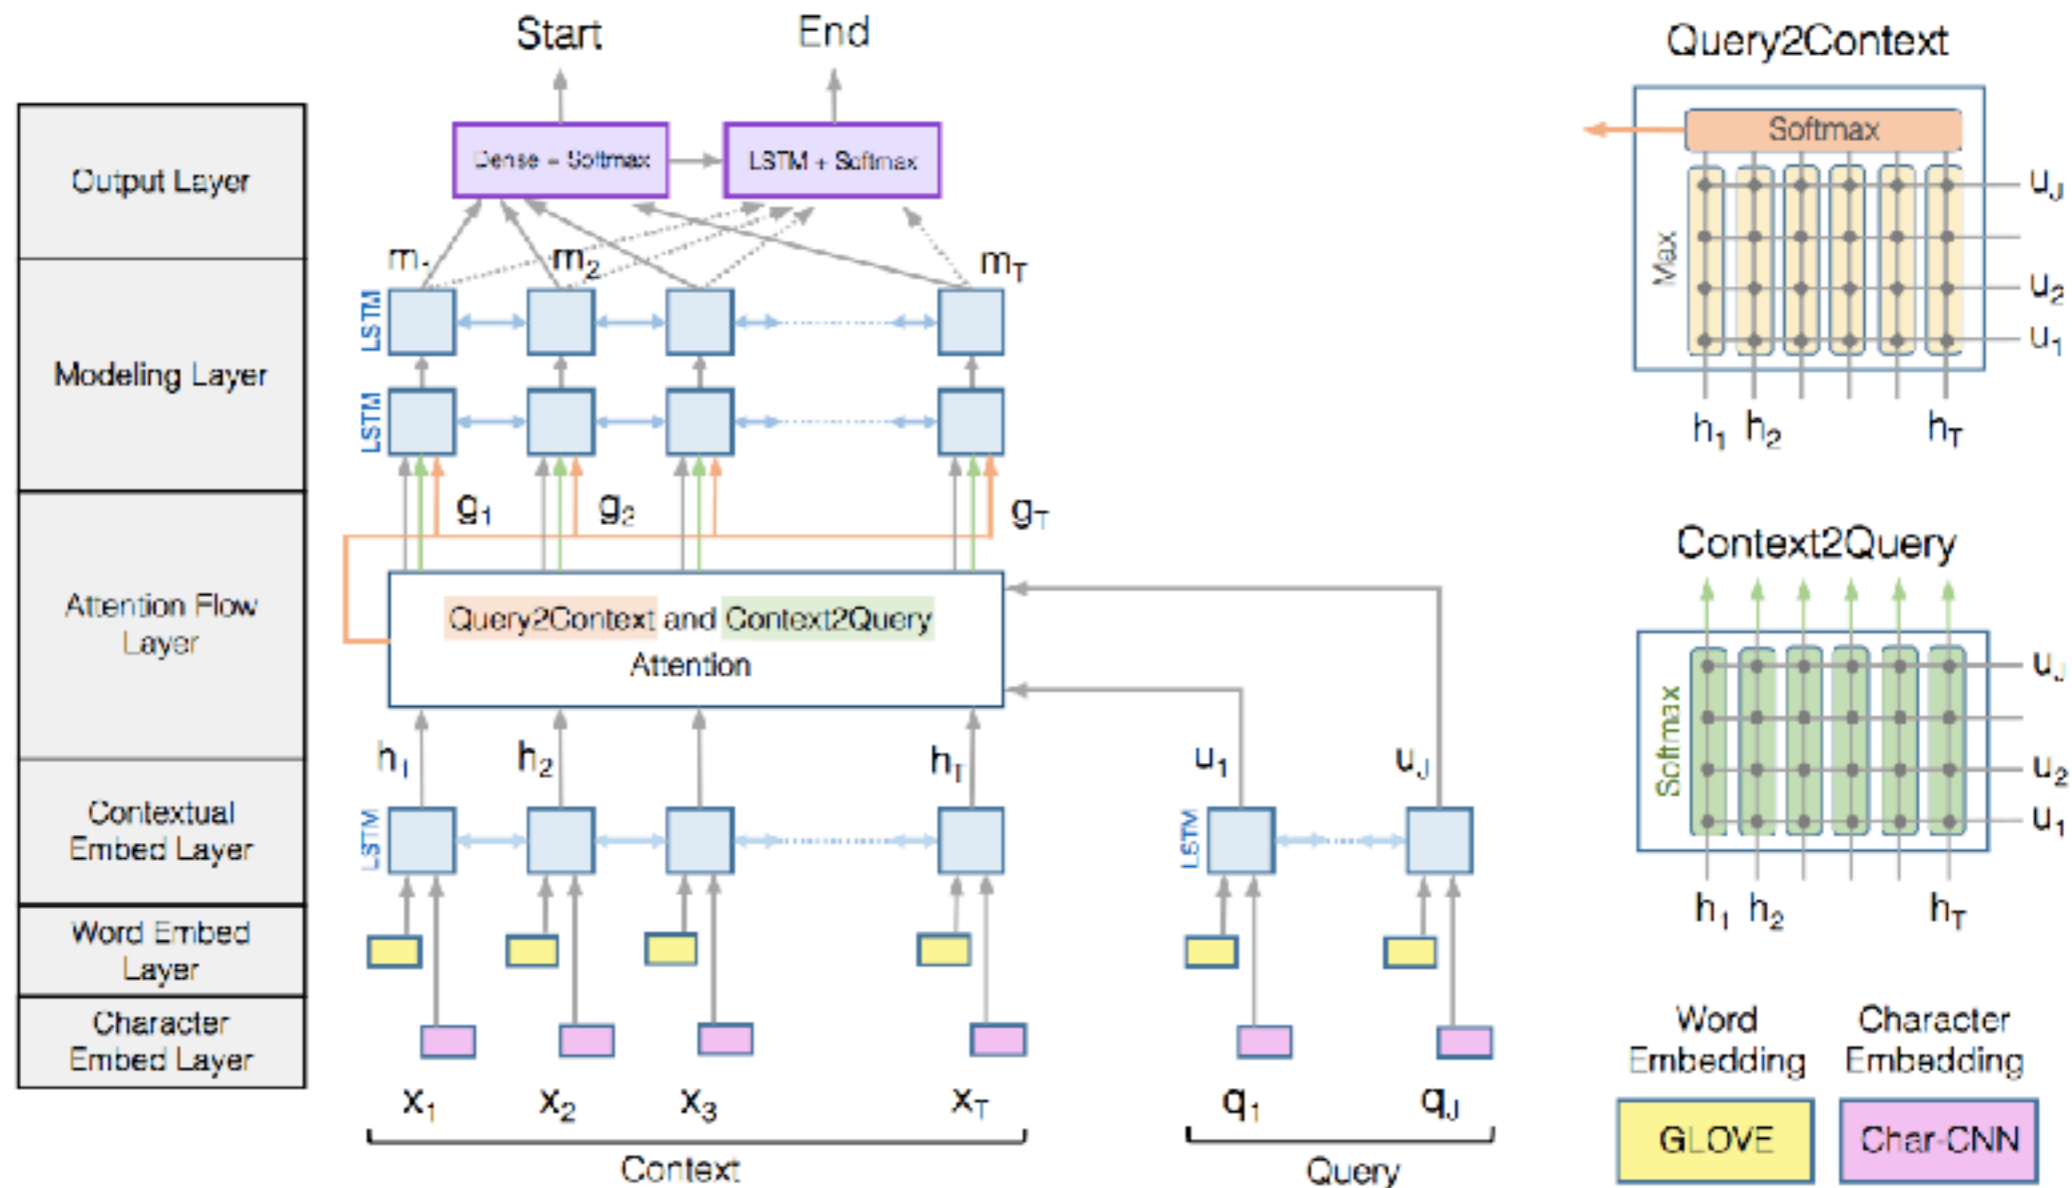 Start
End
Query2Context
Output Layer
Dense + Softmax
LSTM + Softmax
Softmax
Max
u_J
u_2
u_1
h_1 h_2 h_T
m_1 m_2 m_T
LSTM
Modeling Layer
LSTM
g_1 g_2 g_T
Attention Flow
Layer
Query2Context and Context2Query
Attention
Context2Query
Softmax
u_J
u_2
u_1
h_1 h_2 h_T
h_1 h_2 h_T u_1 u_J
Contextual
Embed Layer
LSTM
LSTM
Word Embed
Layer
Character
Embed Layer
x_1 x_2 x_3 x_T q_1 q_J
Context
Query
Word
Embedding
Character
Embedding
GLOVE
Char-CNN